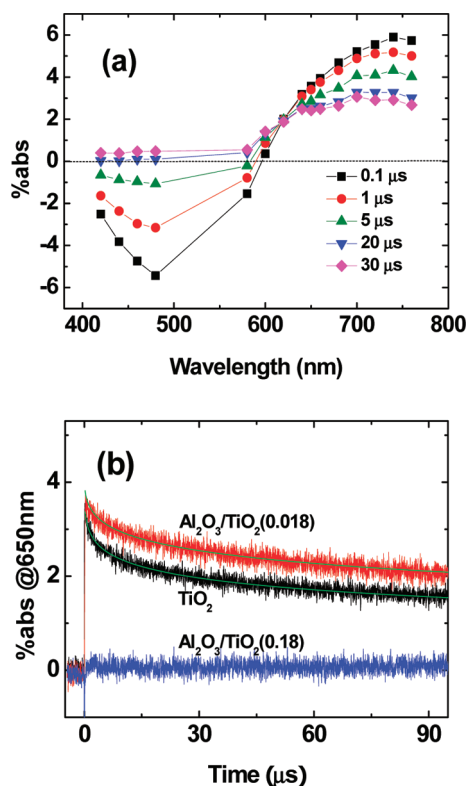 (a)
%abs
6
4
2
0
-2
-4
-6
0.1 μs
1 μs
5 μs
20 μs
30 μs
400 500 600 700 800
Wavelength (nm)
(b)
%abs @650nm
4
2
0
Al₂O₃/TiO₂(0.018)
TiO₂
Al₂O₃/TiO₂(0.18)
0 30 60 90
Time (μs)